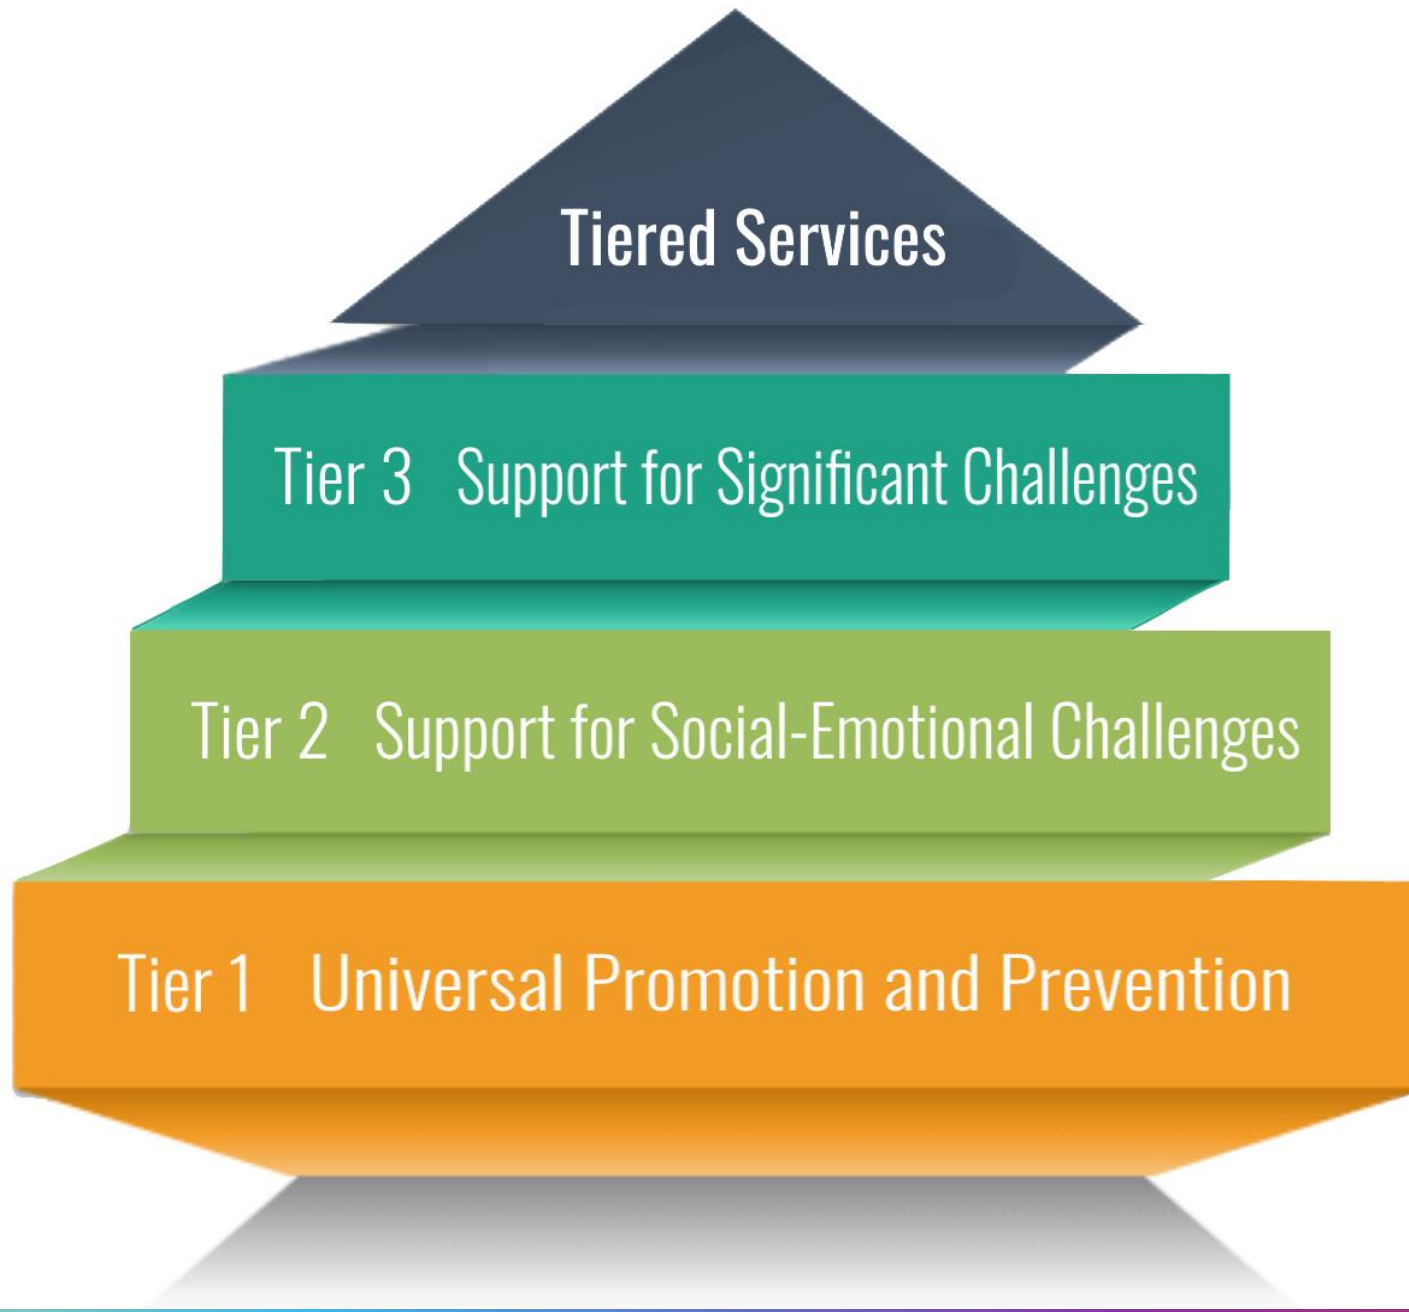 Tiered Services
Tier 3 Support for Significant Challenges
Tier 2 Support for Social-Emotional Challenges
Tier 1 Universal Promotion and Prevention